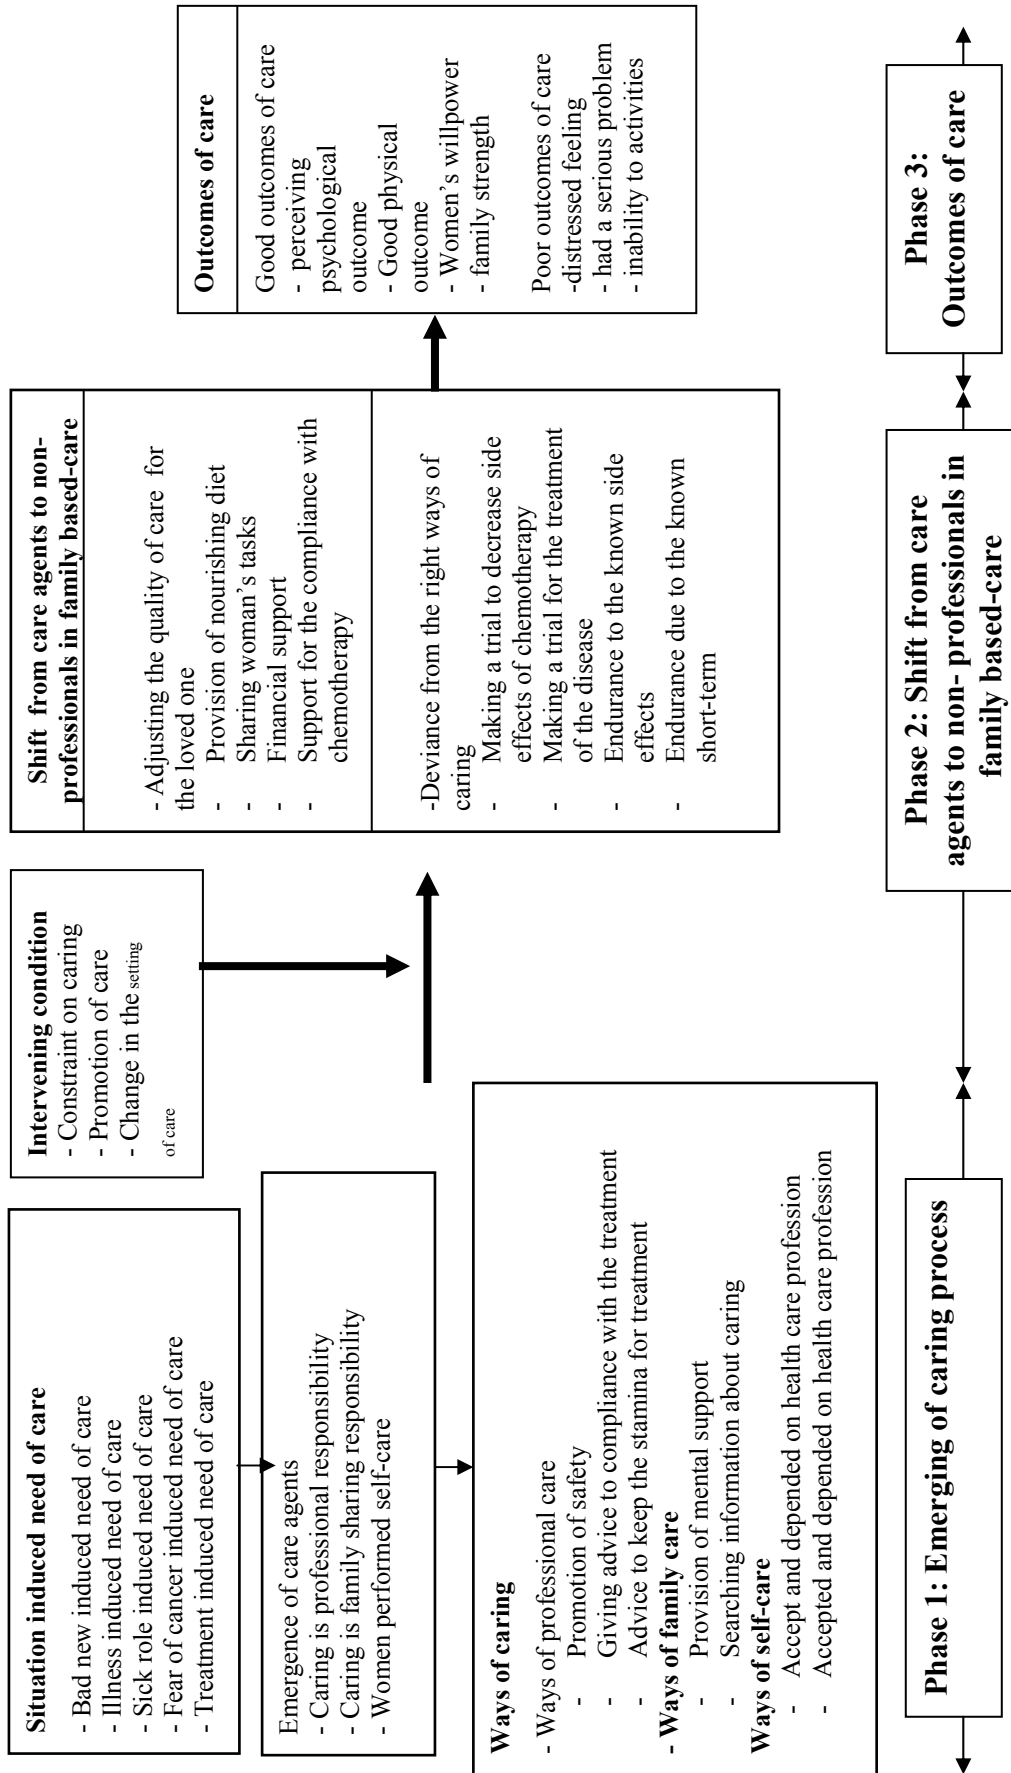 Situation induced need of care
- Bad new induced need of care
- Illness induced need of care
- Sick role induced need of care
- Fear of cancer induced need of care
- Treatment induced need of care
Emergence of care agents
- Caring is professional responsibility
- Caring is family sharing responsibility
- Women performed self-care
Ways of caring
- Ways of professional care
- Promotion of safety
- Giving advice to compliance with the treatment
- Advice to keep the stamina for treatment
- Ways of family care
- Provision of mental support
- Searching information about caring
Ways of self-care
- Accept and depended on health care profession
- Accepted and depended on health care profession
Intervening condition
- Constraint on caring
- Promotion of care
- Change in the setting
of care
Shift from care agents to non-
professionals in family based-care
- Adjusting the quality of care for
the loved one
- Provision of nourishing diet
- Sharing woman's tasks
- Financial support
- Support for the compliance with
chemotherapy
-Deviance from the right ways of
caring
- Making a trial to decrease side
effects of chemotherapy
- Making a trial for the treatment
of the disease
- Endurance to the known side
effects
- Endurance due to the known
short-term
Outcomes of care
Good outcomes of care
- perceiving
psychological
outcome
- Good physical
outcome
- Women's willpower
- family strength
Poor outcomes of care
-distressed feeling
- had a serious problem
- inability to activities
Phase 1: Emerging of caring process
Phase 2: Shift from care
agents to non- professionals in
family based-care
Phase 3:
Outcomes of care